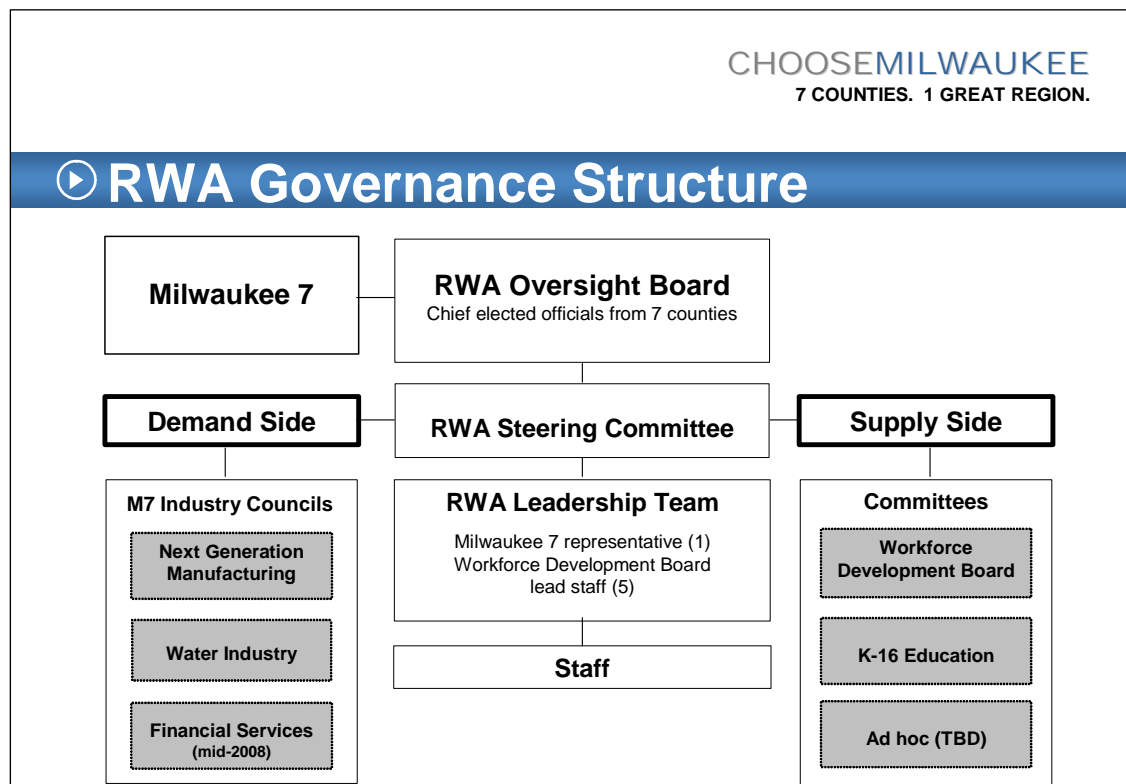 CHOOSEMILWAUKEE
7 COUNTIES. 1 GREAT REGION.
RWA Governance Structure
Milwaukee 7
RWA Oversight Board
Chief elected officials from 7 counties
Demand Side
RWA Steering Committee
Supply Side
M7 Industry Councils
Next Generation
Manufacturing
Water Industry
Financial Services
(mid-2008)
RWA Leadership Team
Milwaukee 7 representative (1)
Workforce Development Board
lead staff (5)
Staff
Committees
Workforce
Development Board
K-16 Education
Ad hoc (TBD)